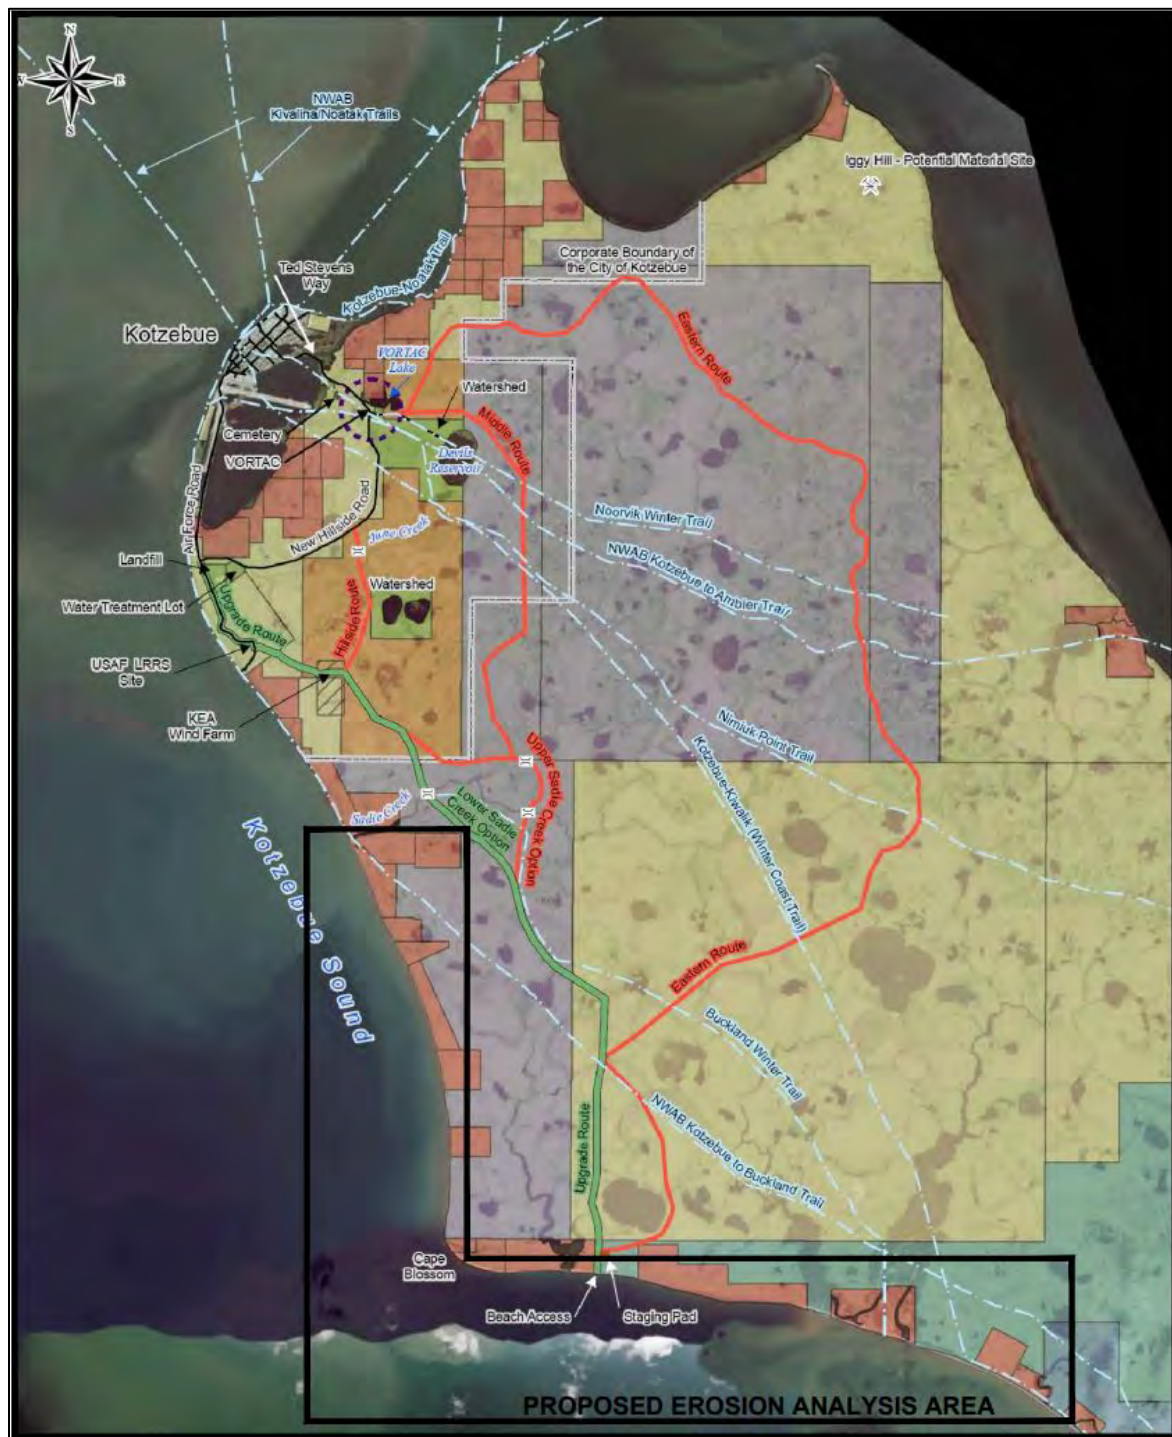 N
W
E
S
NWAB
Kivalina/Noatak Trails
Iggy Hill - Potential Material Site
Corporate Boundary of
the City of Kotzebue
Ted Stevens
Way
Kotzebue-Noatak Trail
Kotzebue
Eastern Route
VORTAC
Lake
Watershed
Middle Route
Cemetery
VORTAC
Devils
Reservoir
Air Force Road
New Hillside Road
June Creek
Noorvik Winter Trail
NWAB Kotzebue to Ambler Trail
Landfill
Water Treatment Lot
Upgrade Route
Hillside Route
Watershed
USAF LRRS
Site
KEA
Wind Farm
Nimiuk Point Trail
Kotzebue-Kiwalik (Winter Coast Trail)
Upper Sadie Creek Option
Lower Sadie
Creek Option
Sadie Creek
Kotzebue Sound
Eastern Route
Buckland Winter Trail
NWAB Kotzebue to Buckland Trail
Upgrade Route
Cape
Blossom
Beach Access
Staging Pad
PROPOSED EROSION ANALYSIS AREA